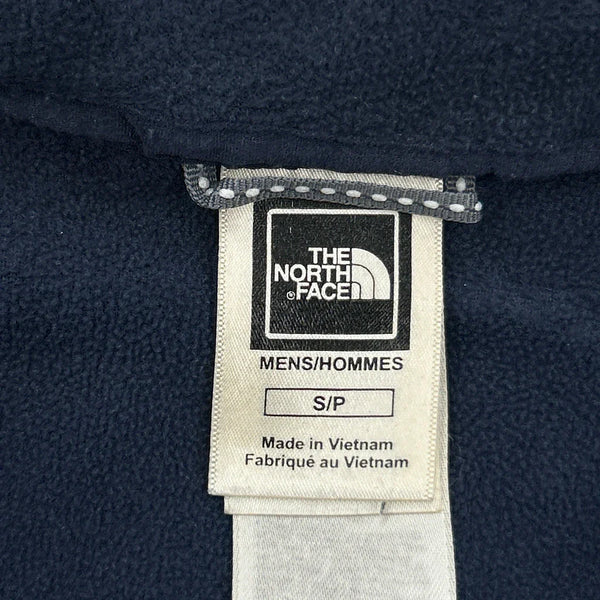 THE
NORTH
®FACE
MENS/HOMMES
S/P
Made in Vietnam
Fabriqué au Vietnam